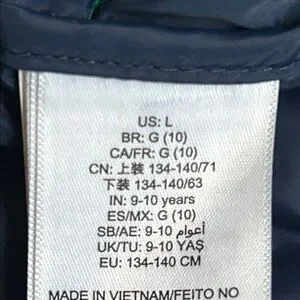 US: L
BR: G (10)
CA/FR: G (10)
CN: 上装 134-140/71
下装 134-140/63
IN: 9-10 years
ES/MX: G (10)
SB/AE: 9-10 أعوام
UK/TU: 9-10 YAŞ
EU: 134-140 CM
MADE IN VIETNAM/FEITO NO